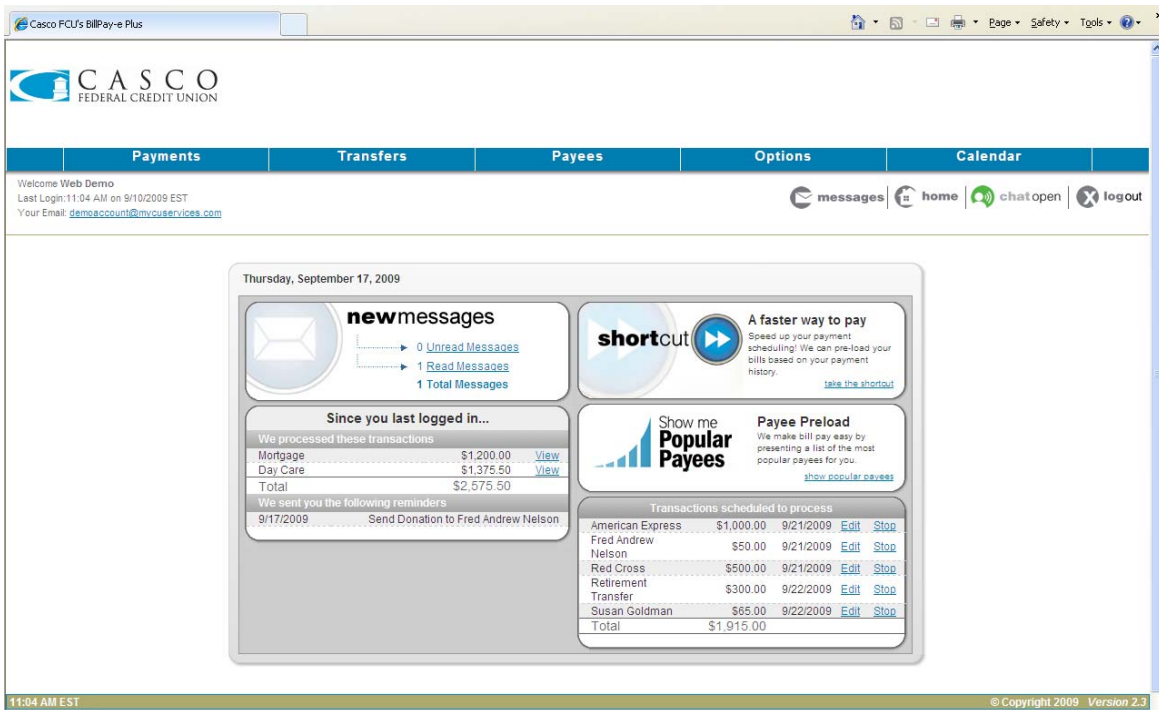 Casco FCU's BillPay-e Plus
Page Safety Tools
CASCO
FEDERAL CREDIT UNION
Payments Transfers Payees Options Calendar
Welcome Web Demo
Last Login:11:04 AM on 9/10/2009 EST
Your Email: demoaccount@mycuservices.com
messages home chatopen logout
Thursday, September 17, 2009
newmessages
0 Unread Messages
1 Read Messages
1 Total Messages
Since you last logged in...
We processed these transactions
Mortgage $1,200.00 View
Day Care $1,375.50 View
Total $2,575.50
We sent you the following reminders
9/17/2009 Send Donation to Fred Andrew Nelson
shortcut
A faster way to pay
Speed up your payment
scheduling! We can pre-load your
bills based on your payment
history.
take the shortcut
Show me
Popular
Payees
Payee Preload
We make bill pay easy by
presenting a list of the most
popular payees for you.
show popular payees
Transactions scheduled to process
American Express $1,000.00 9/21/2009 Edit Stop
Fred Andrew
Nelson $50.00 9/21/2009 Edit Stop
Red Cross $500.00 9/21/2009 Edit Stop
Retirement
Transfer $300.00 9/22/2009 Edit Stop
Susan Goldman $65.00 9/22/2009 Edit Stop
Total $1,915.00
11:04 AM EST © Copyright 2009 Version 2.3